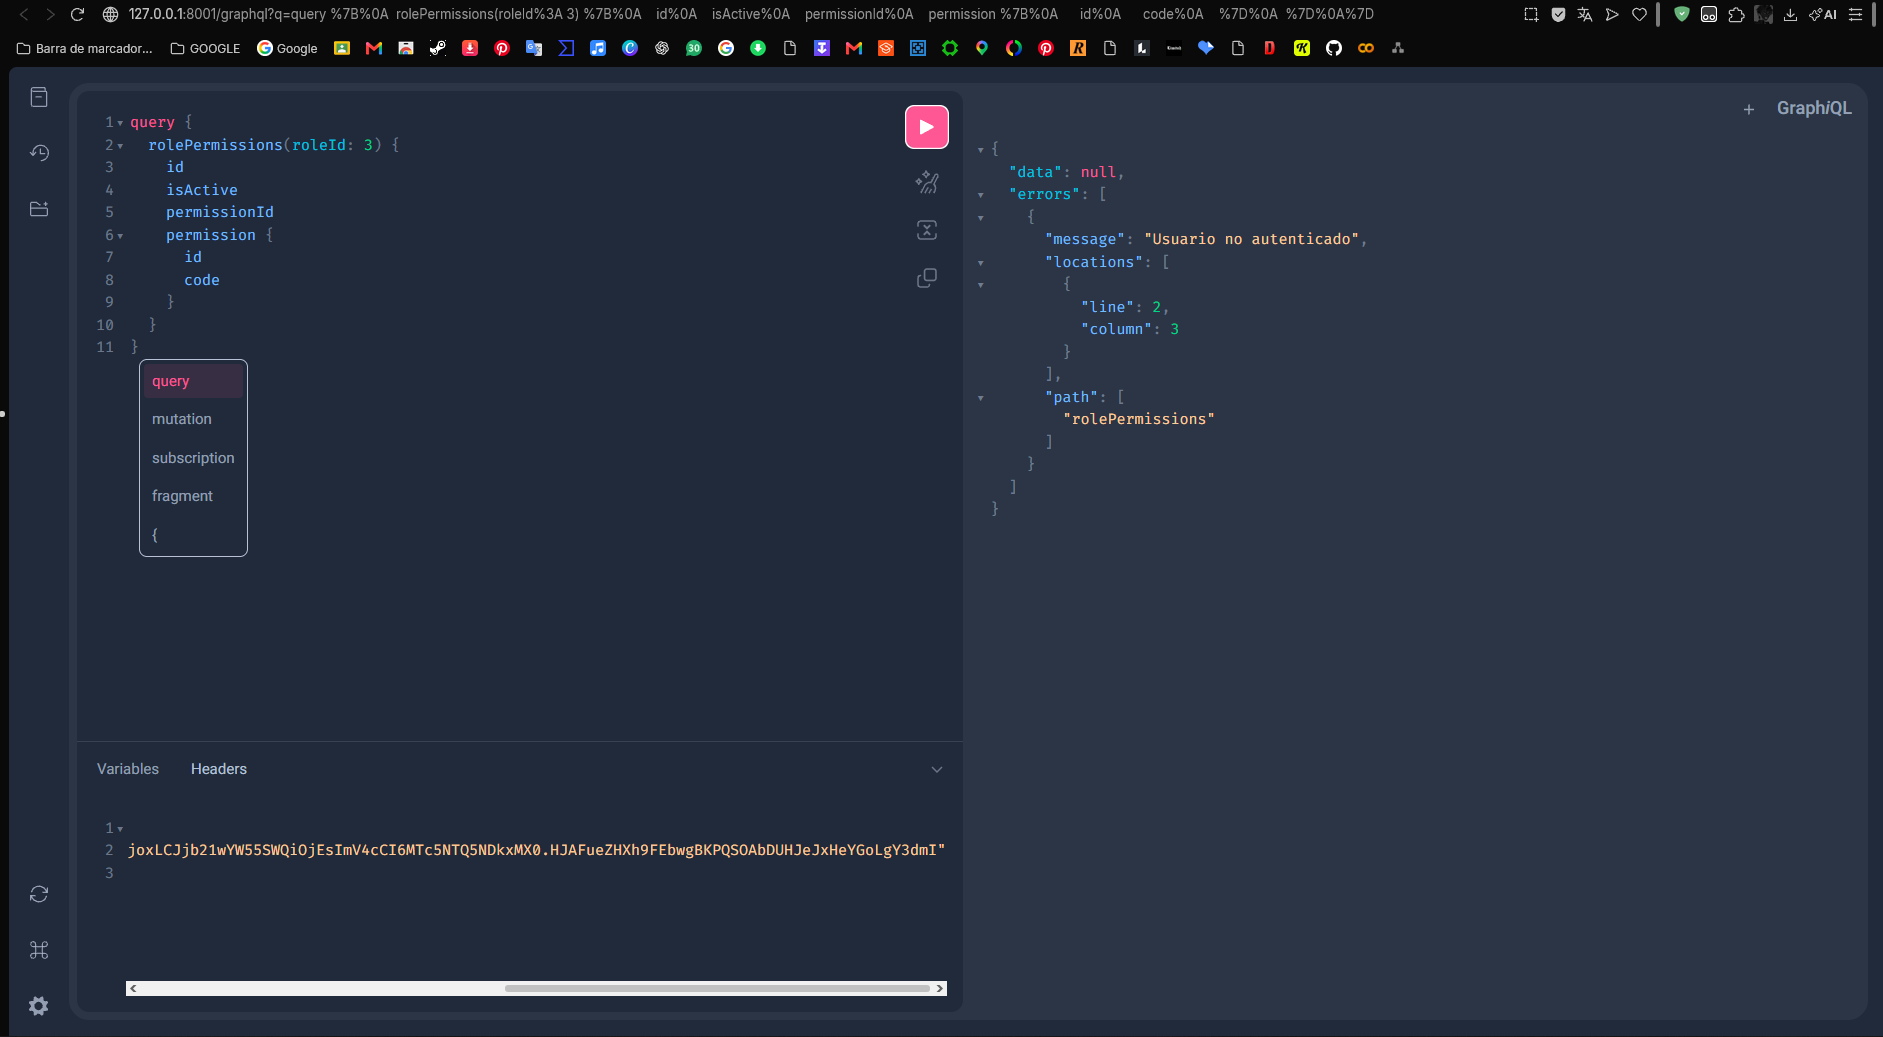 127.0.0.1:8001/graphql?q=query %7B%0A  rolePermissions(roleId%3A 3) %7B%0A    id%0A    isActive%0A    permissionId%0A    permission %7B%0A      id%0A      code%0A    %7D%0A  %7D%0A%7D
AI
Barra de marcador...
GOOGLE
Google
30
GraphiQL
1 query {
2   rolePermissions(roleId: 3) {
3     id
4     isActive
5     permissionId
6     permission {
7       id
8       code
9     }
10   }
11 }
query
mutation
subscription
fragment
{
Variables
Headers
1
2 joxLCJjb21wYW55SWQiOjEsImV4cCI6MTc5NTQ5NDkxMX0.HJAFueZHXh9FEbwgBKPQSOAbDUHJeJxHeYGoLgY3dmI"
3
{
  "data": null,
  "errors": [
    {
      "message": "Usuario no autenticado",
      "locations": [
        {
          "line": 2,
          "column": 3
        }
      ],
      "path": [
        "rolePermissions"
      ]
    }
  ]
}